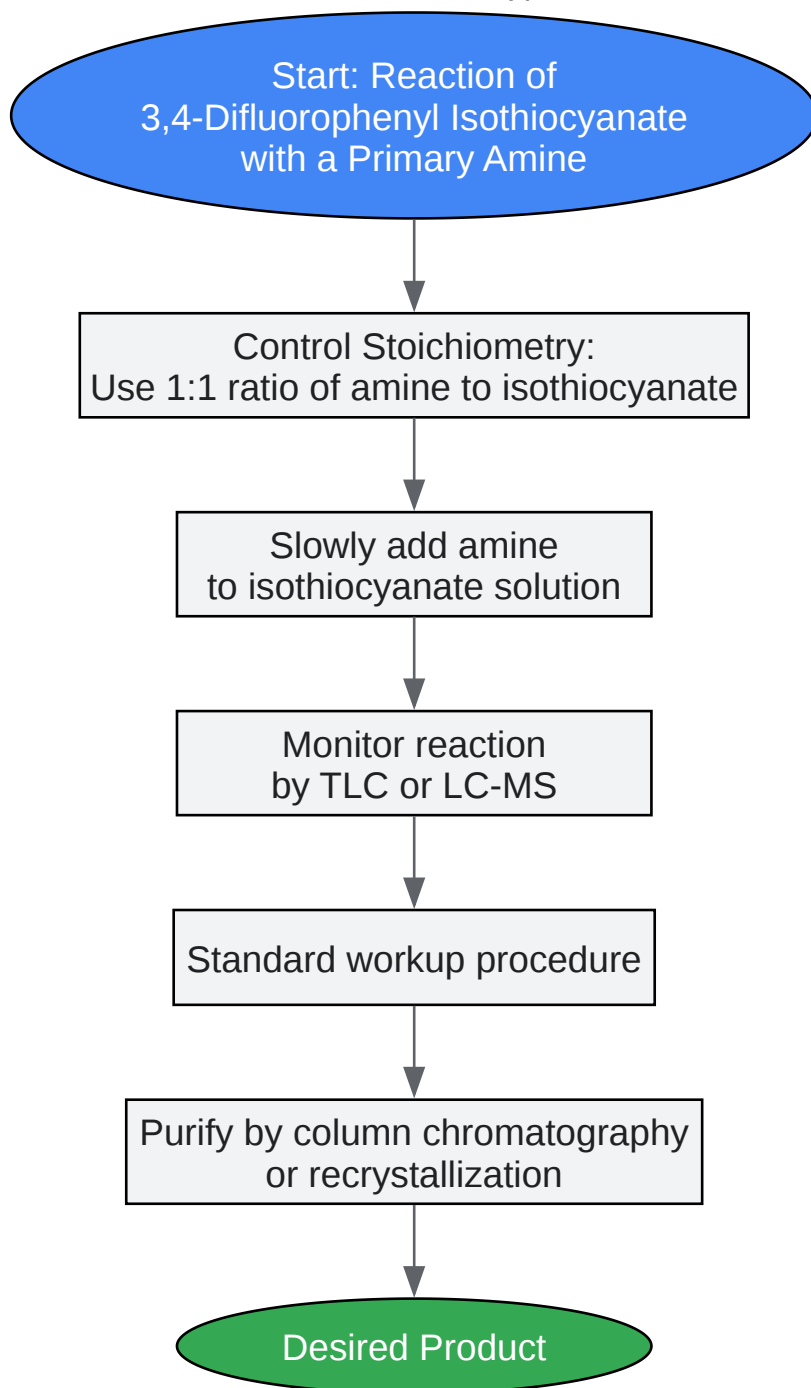 Start: Reaction of
3,4-Difluorophenyl Isothiocyanate
with a Primary Amine
Control Stoichiometry:
Use 1:1 ratio of amine to isothiocyanate
Slowly add amine
to isothiocyanate solution
Monitor reaction
by TLC or LC-MS
Standard workup procedure
Purify by column chromatography
or recrystallization
Desired Product